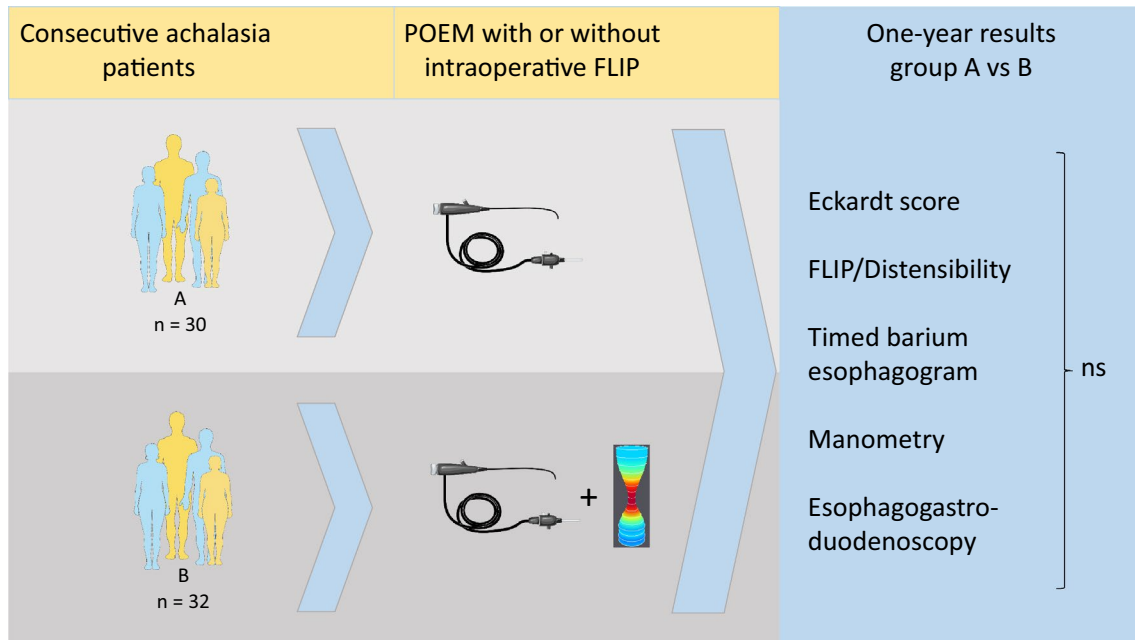 Consecutive achalasia
patients
POEM with or without
intraoperative FLIP
One-year results
group A vs B
A
n = 30
B
n = 32
+
Eckardt score
FLIP/Distensibility
Timed barium
esophagogram
Manometry
Esophagogastro-
duodenoscopy
ns